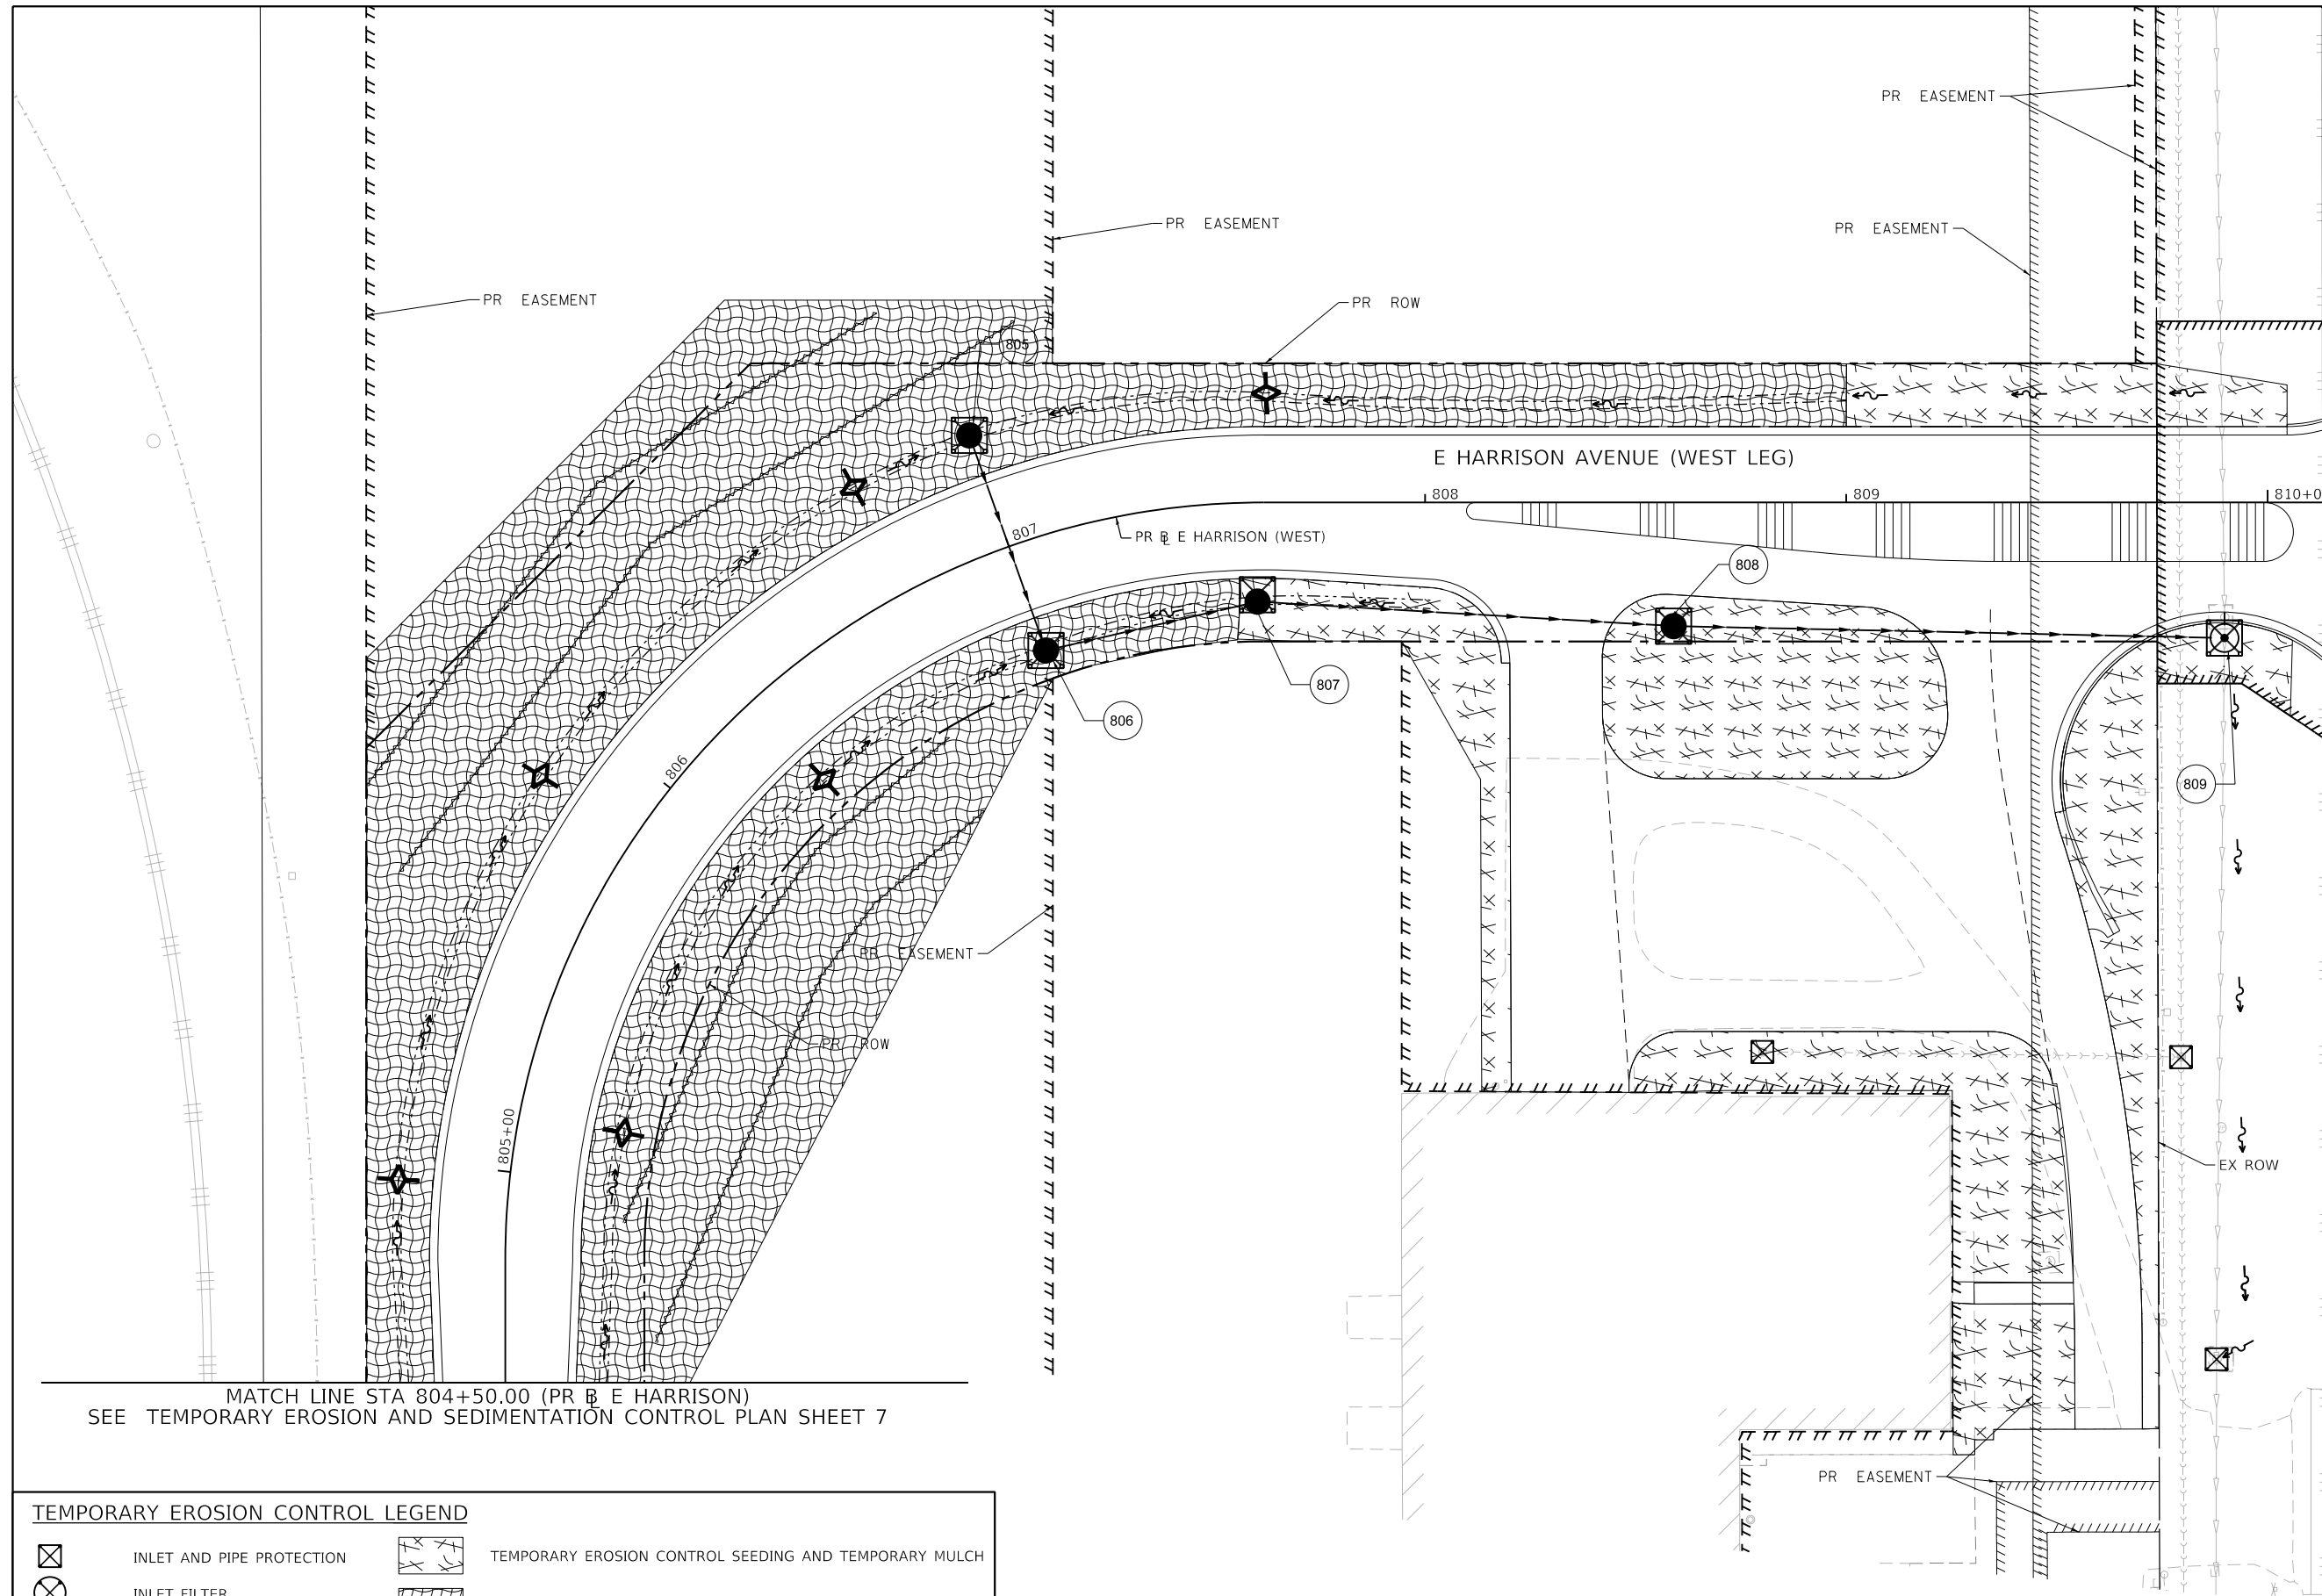 PR EASEMENT
PR EASEMENT
PR EASEMENT
PR EASEMENT
PR ROW
805
E HARRISON AVENUE (WEST LEG)
808
809
810+0
807
PR BL E HARRISON (WEST)
808
807
806
806
809
PR EASEMENT
PR ROW
805+00
EX ROW
MATCH LINE STA 804+50.00 (PR BL E HARRISON)
SEE TEMPORARY EROSION AND SEDIMENTATION CONTROL PLAN SHEET 7
PR EASEMENT
TEMPORARY EROSION CONTROL LEGEND
INLET AND PIPE PROTECTION
TEMPORARY EROSION CONTROL SEEDING AND TEMPORARY MULCH
INLET FILTER